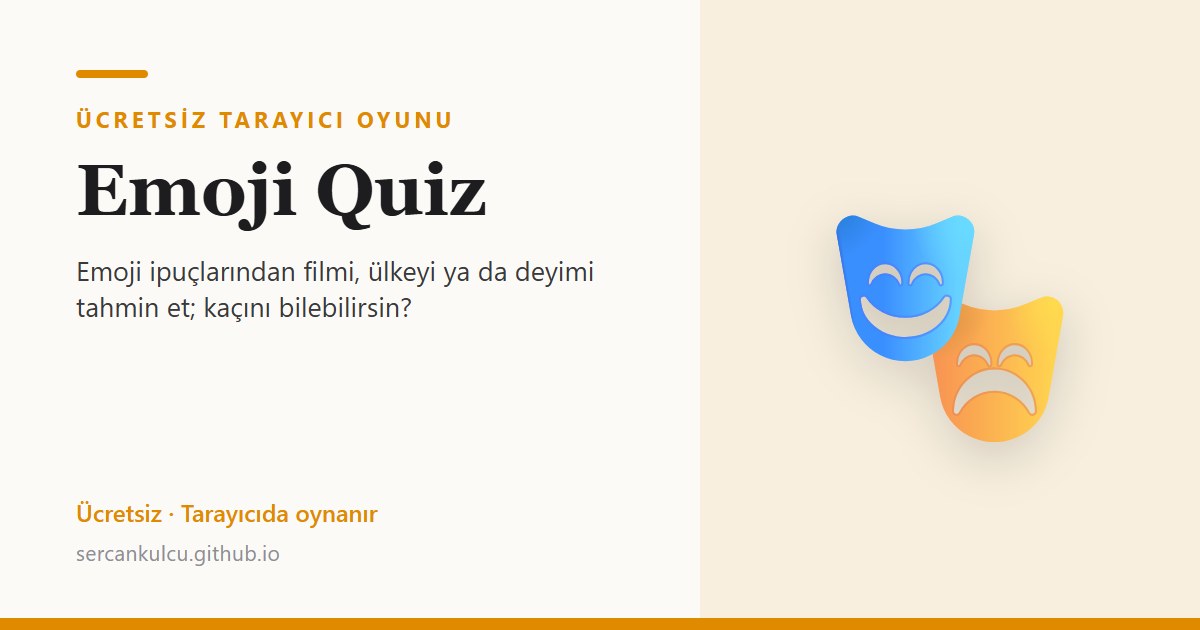 ÜCRETSİZ TARAYICI OYUNU
Emoji Quiz
Emoji ipuçlarından filmi, ülkeyi ya da deyimi
tahmin et; kaçını bilebilirsin?
Ücretsiz · Tarayıcıda oynanır
sercankulcu.github.io